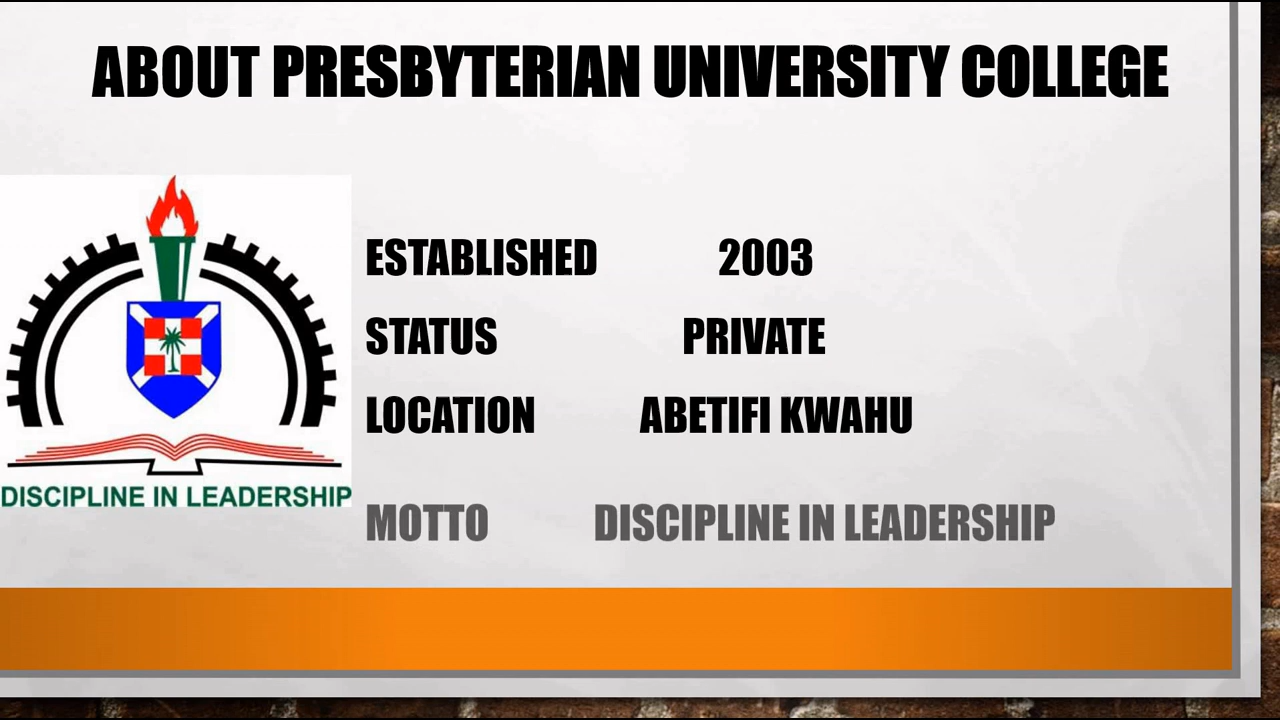 ABOUT PRESBYTERIAN UNIVERSITY COLLEGE
ESTABLISHED 2003
STATUS PRIVATE
LOCATION ABETIFI KWAHU
DISCIPLINE IN LEADERSHIP
MOTTO DISCIPLINE IN LEADERSHIP